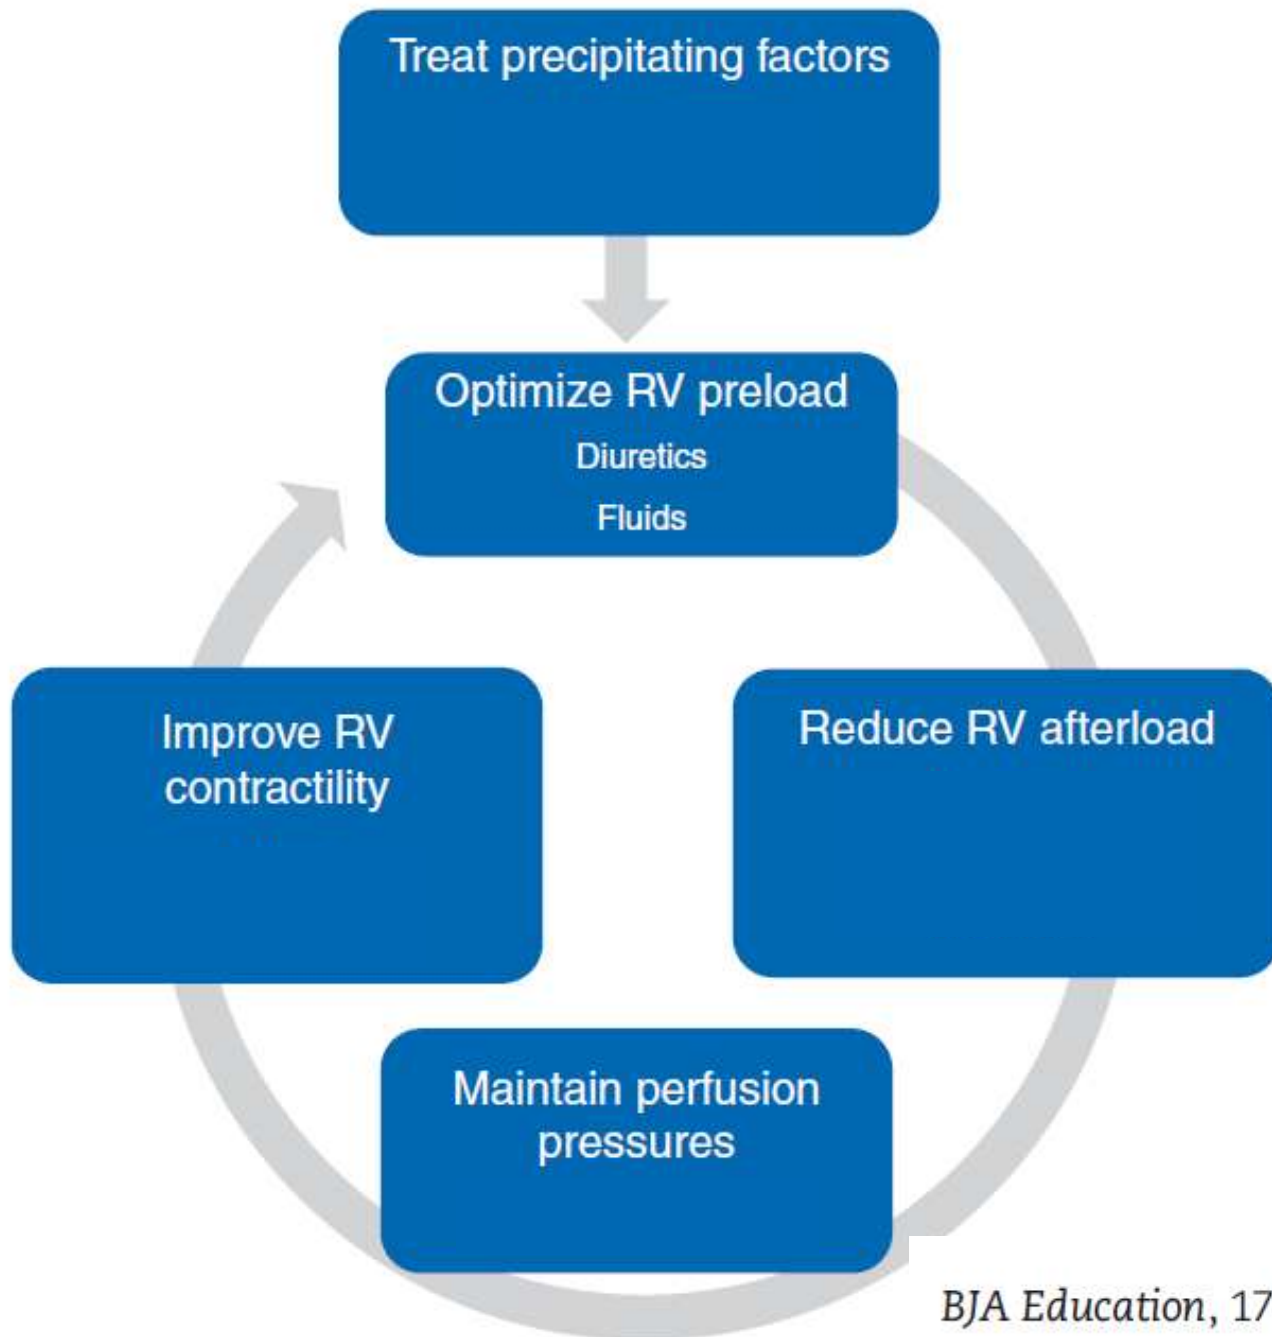 Treat precipitating factors
Optimize RV preload
Diuretics
Fluids
Improve RV
contractility
Reduce RV afterload
Maintain perfusion
pressures
BJA Education, 17